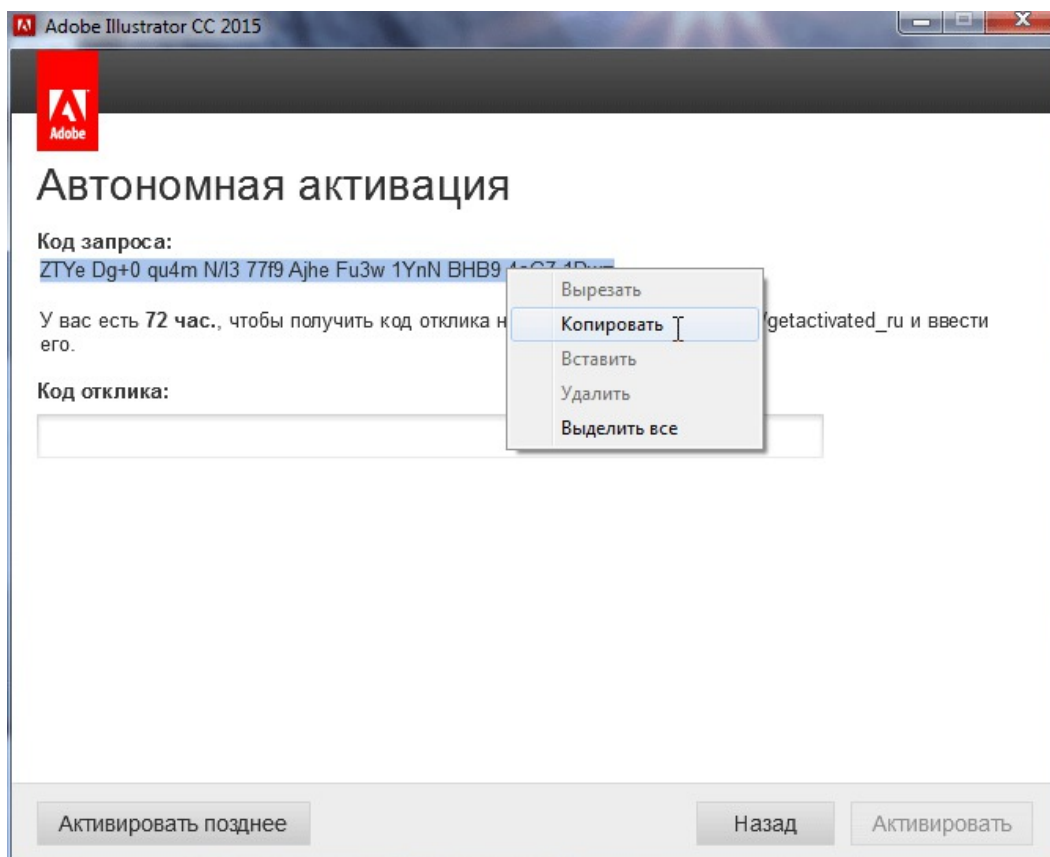 Adobe Illustrator CC 2015
Adobe
Автономная активация
Код запроса:
ZTYe Dg+0 qu4m N/I3 77f9 Ajhe Fu3w 1YnN BHB9
Вырезать
У вас есть 72 час., чтобы получить код отклика /getactivated_ru и ввести
его.
Копировать
Вставить
Удалить
Выделить все
Код отклика:
Активировать позднее
Назад
Активировать